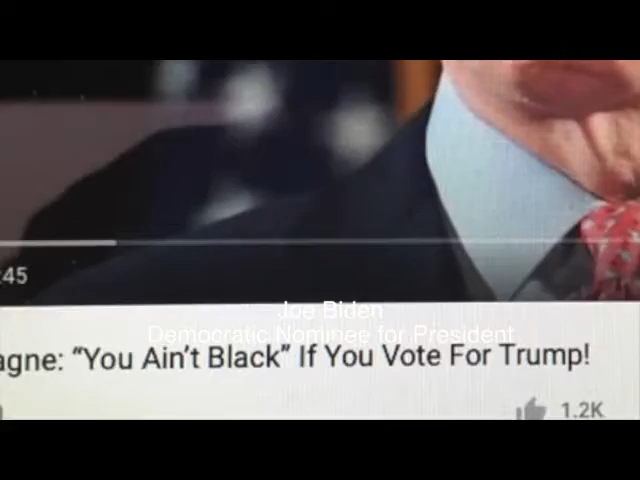 :45
Joe Biden
Democratic Nominee for President
agne: “You Ain’t Black” If You Vote For Trump!
1.2K